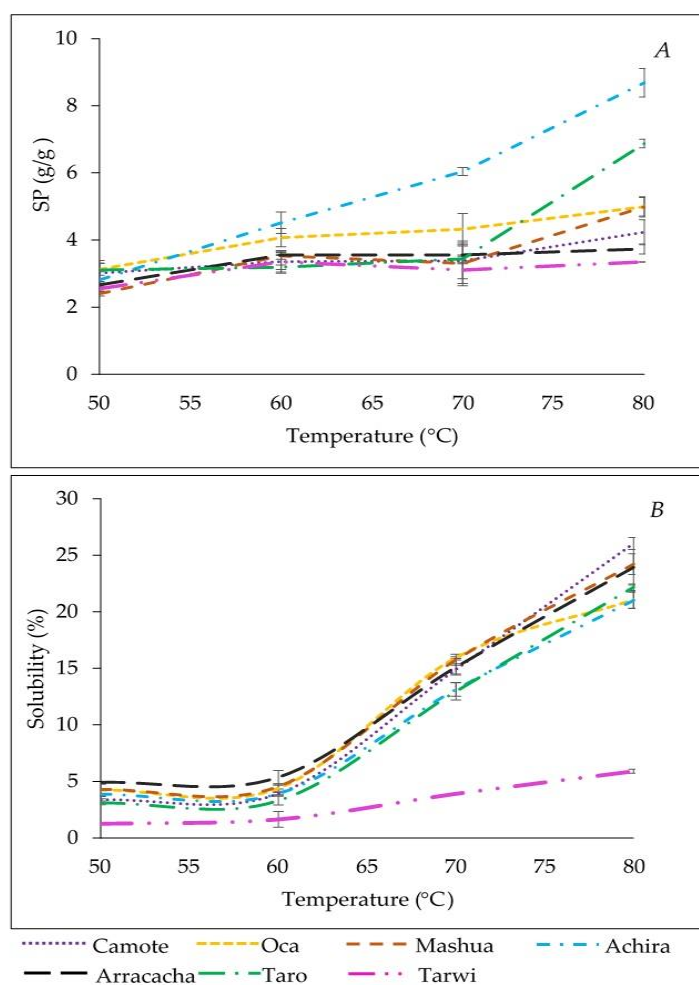 A
10
8
6
4
2
0
SP (g/g )
50 55 60 65 70 75 80
Temperature (°C)
B
30
25
20
15
10
5
0
Solubility (%)
50 55 60 65 70 75 80
Temperature (°C)
Camote Oca Mashua Achira
Arracacha Taro Tarwi